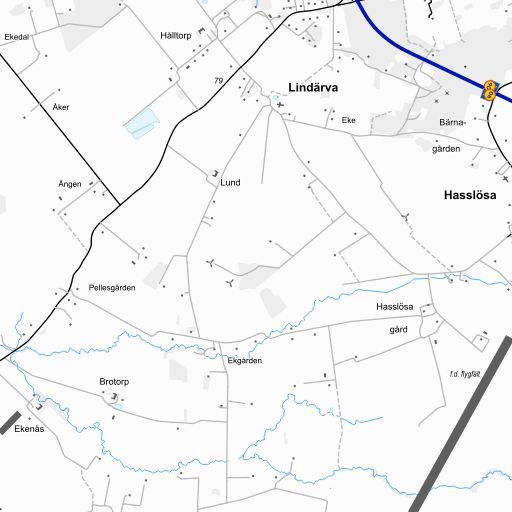 Ekedal
Hälltorp
79
Lindärva
Åker
Eke
Bärna-
gården
Ängen
Lund
Hasslösa
Pellesgården
Hasslösa
gård
Ekgården
f.d. flygfält
Brotorp
Ekenäs